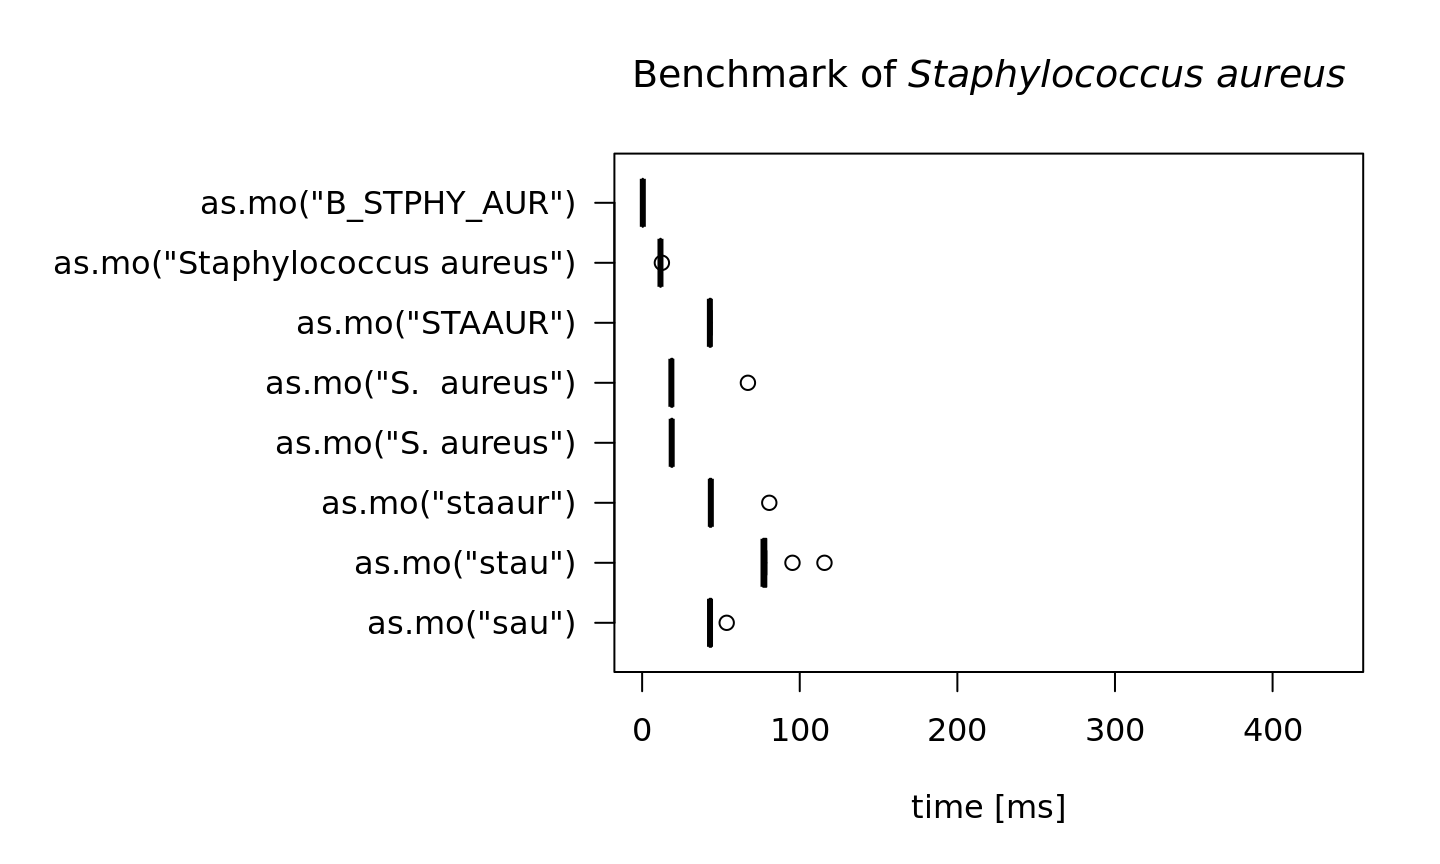 Benchmark of Staphylococcus aureus
as.mo("B_STPHY_AUR")
as.mo("Staphylococcus aureus")
as.mo("STAAUR")
as.mo("S.  aureus")
as.mo("S. aureus")
as.mo("staaur")
as.mo("stau")
as.mo("sau")
0 100 200 300 400
time [ms]